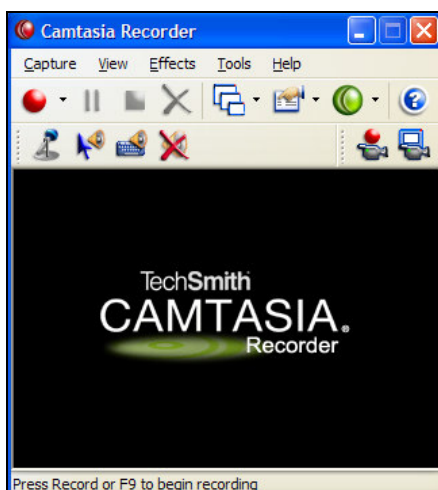 Camtasia Recorder
Capture View Effects Tools Help
TechSmith
CAMTASIA®
Recorder
Press Record or F9 to begin recording